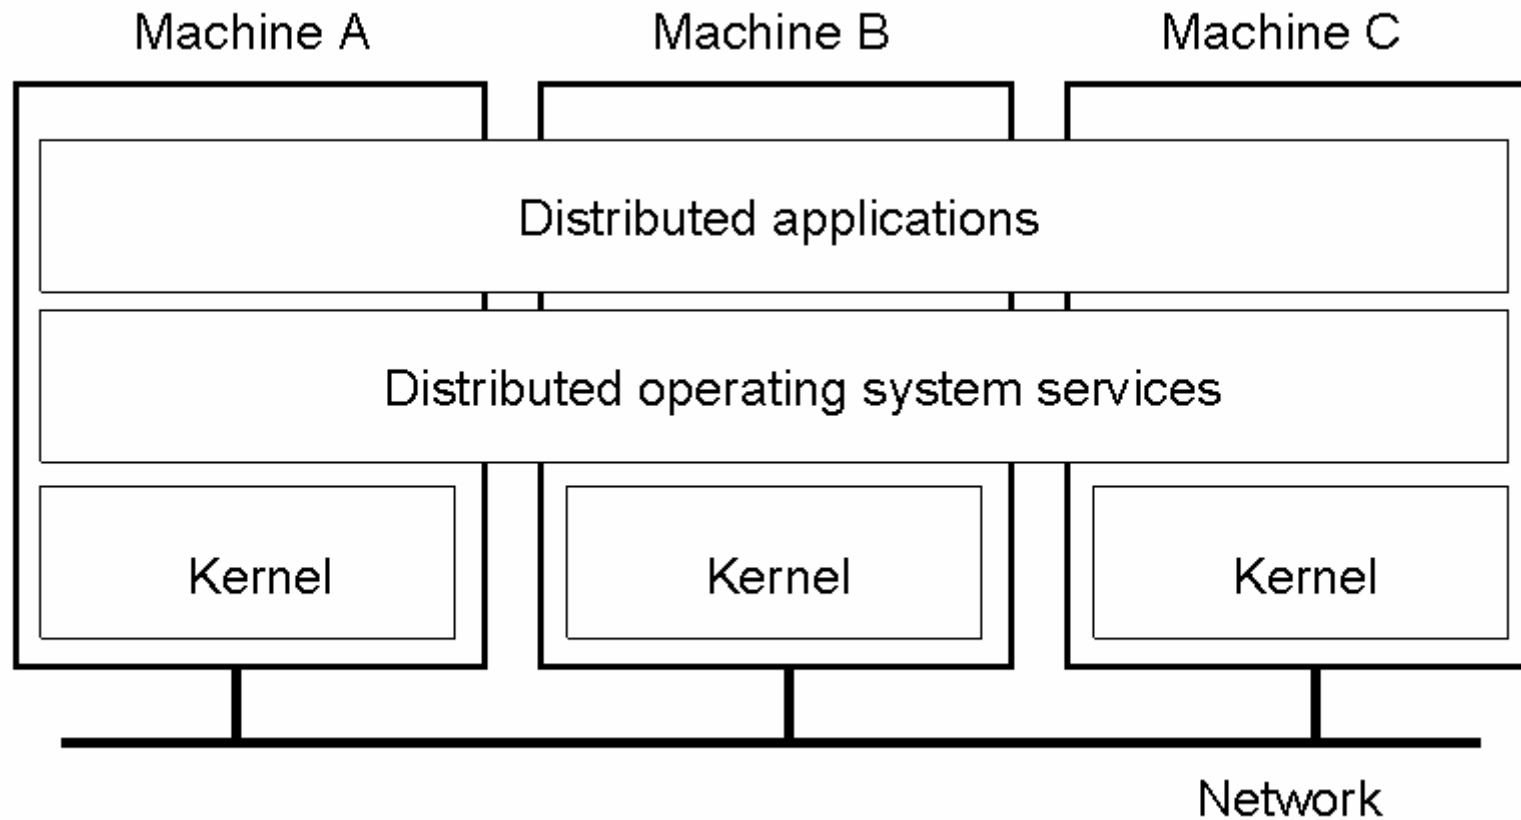 Machine A
Machine B
Machine C
Distributed applications
Distributed operating system services
Kernel
Kernel
Kernel
Network